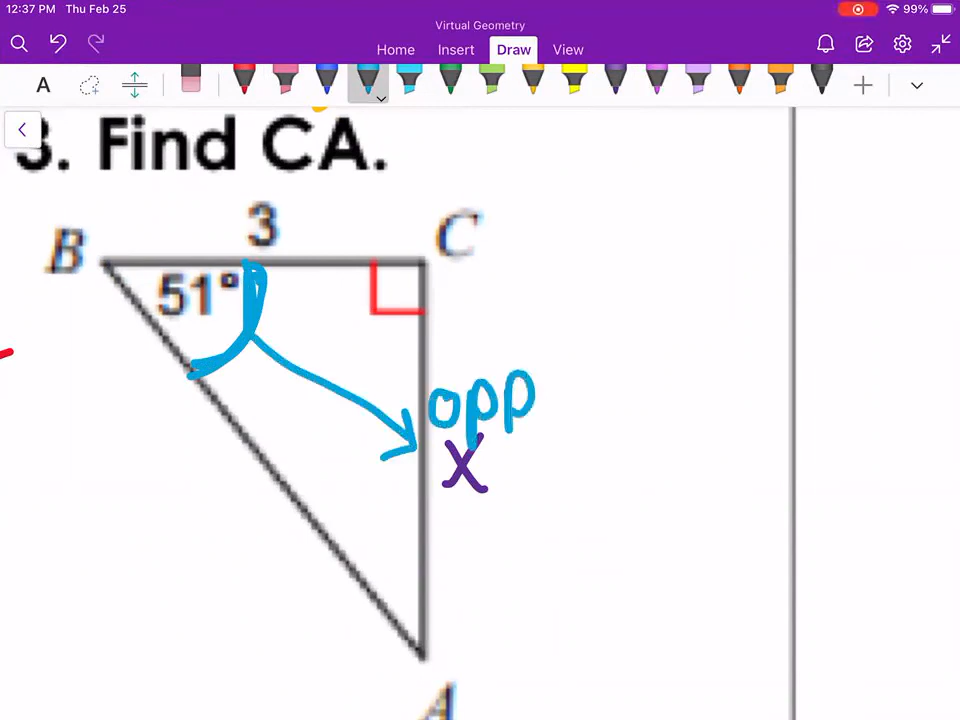 12:37 PM Thu Feb 25
99%
Virtual Geometry
Home Insert Draw View
A
3. Find CA.
B 3 C
51°
opp
x
A